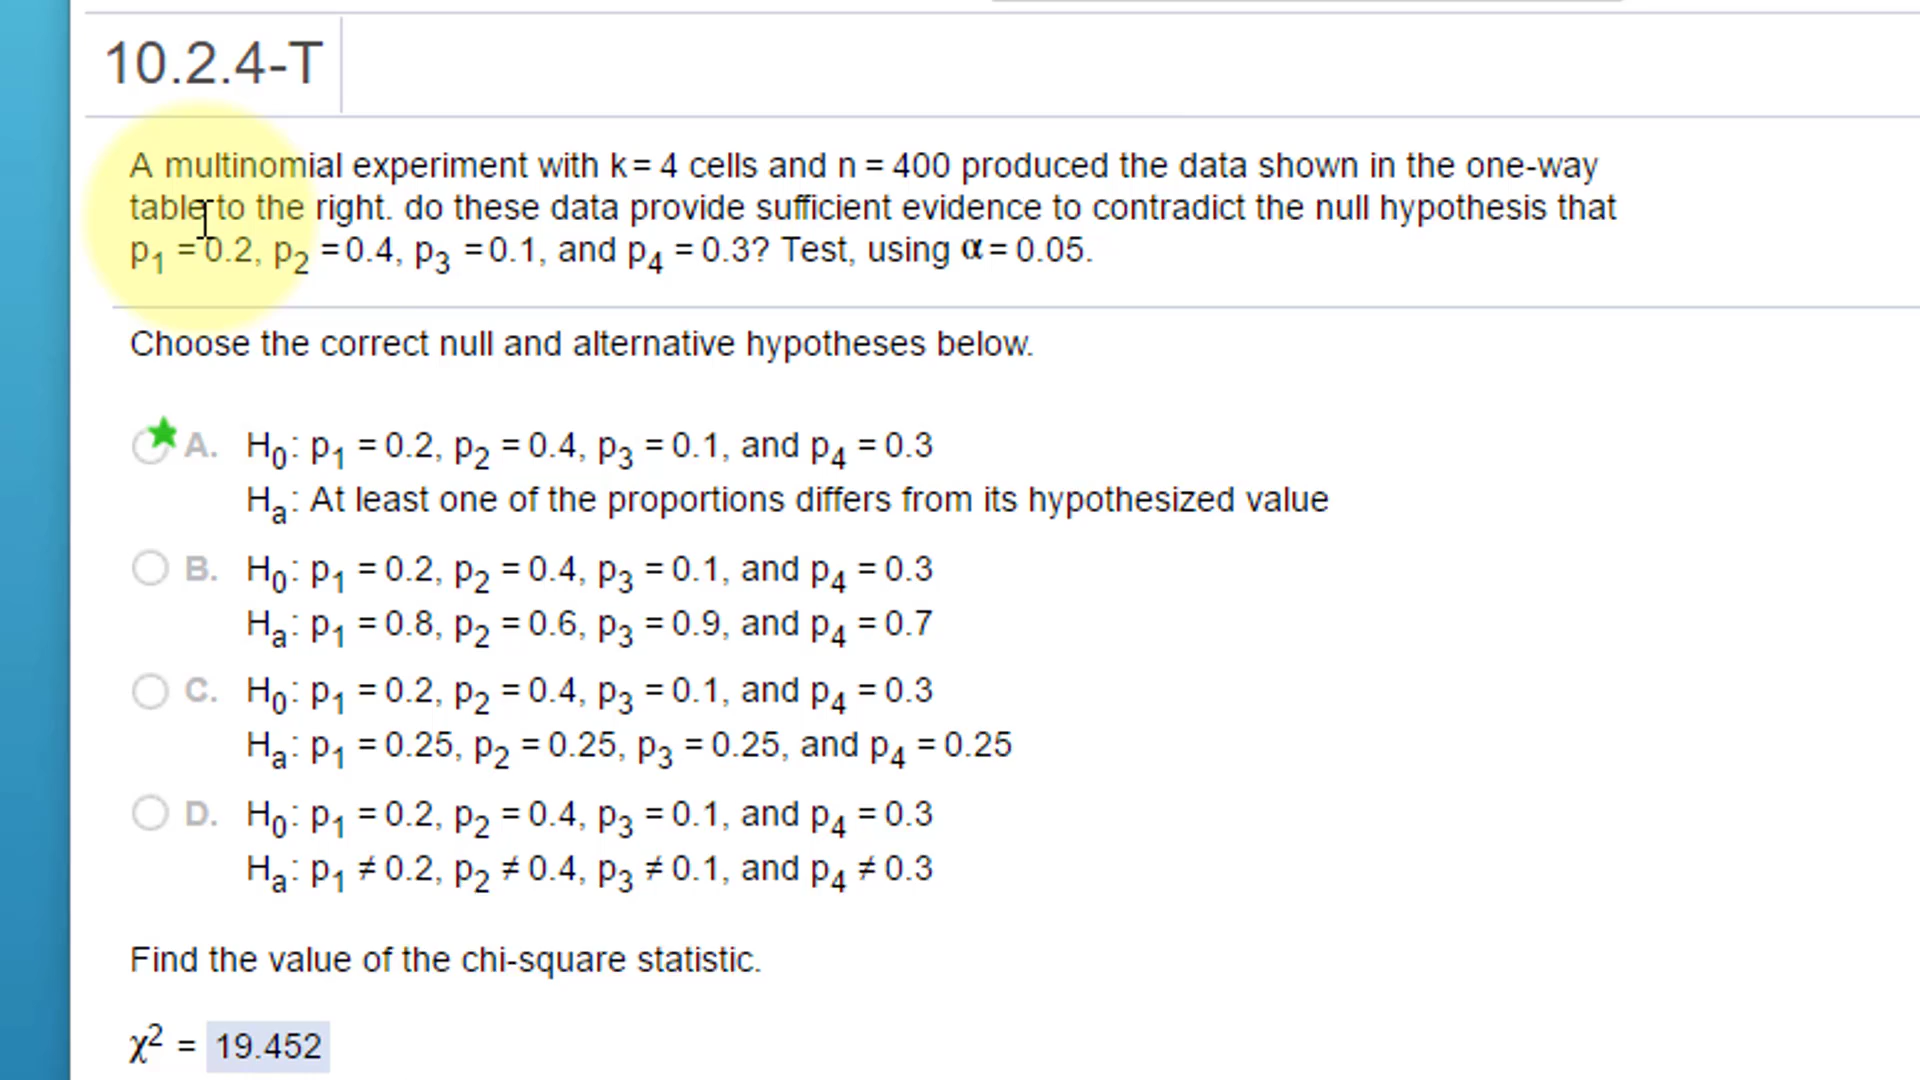 10.2.4-T
A multinomial experiment with k = 4 cells and n = 400 produced the data shown in the one-way
table to the right. do these data provide sufficient evidence to contradict the null hypothesis that
p₁ = 0.2, p₂ = 0.4, p₃ = 0.1, and p₄ = 0.3? Test, using α = 0.05.
Choose the correct null and alternative hypotheses below.
A. H₀: p₁ = 0.2, p₂ = 0.4, p₃ = 0.1, and p₄ = 0.3
Hₐ: At least one of the proportions differs from its hypothesized value
B. H₀: p₁ = 0.2, p₂ = 0.4, p₃ = 0.1, and p₄ = 0.3
Hₐ: p₁ = 0.8, p₂ = 0.6, p₃ = 0.9, and p₄ = 0.7
C. H₀: p₁ = 0.2, p₂ = 0.4, p₃ = 0.1, and p₄ = 0.3
Hₐ: p₁ = 0.25, p₂ = 0.25, p₃ = 0.25, and p₄ = 0.25
D. H₀: p₁ = 0.2, p₂ = 0.4, p₃ = 0.1, and p₄ = 0.3
Hₐ: p₁ ≠ 0.2, p₂ ≠ 0.4, p₃ ≠ 0.1, and p₄ ≠ 0.3
Find the value of the chi-square statistic.
χ² = 19.452